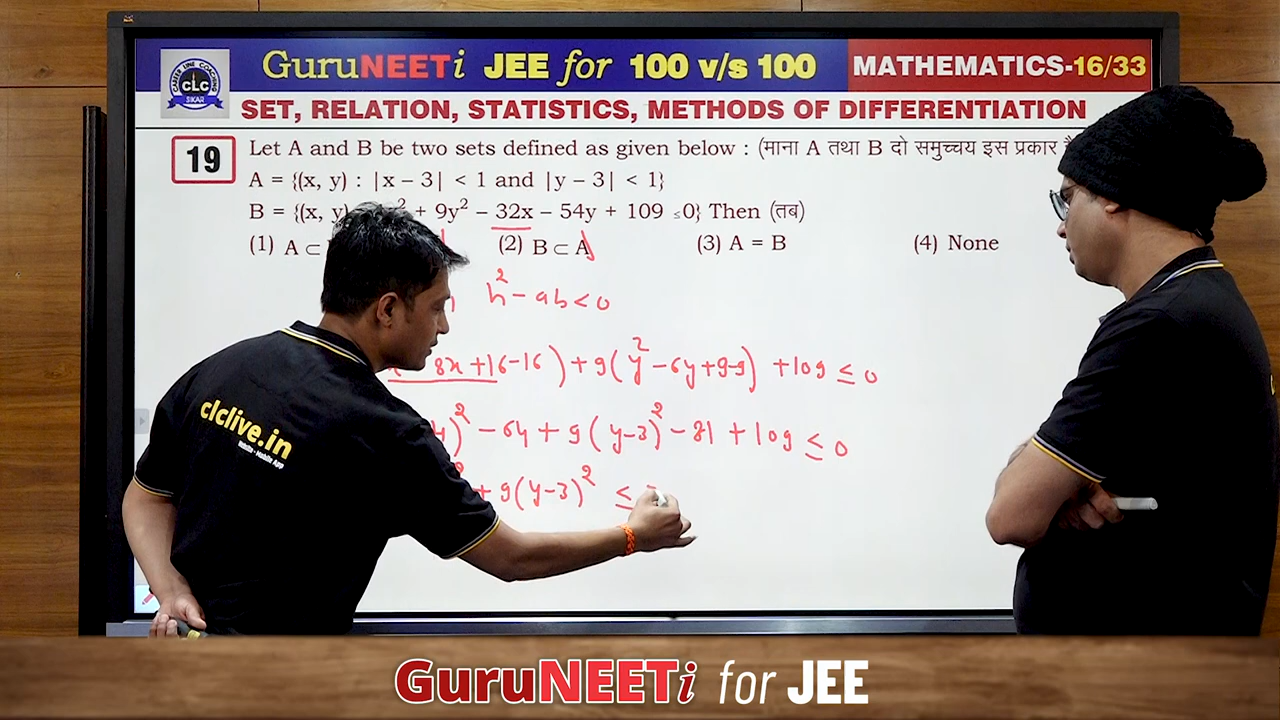 GuruNEETi JEE for 100 v/s 100 MATHEMATICS-16/33
CAREER LINE COACHING CLC SIKAR
SET, RELATION, STATISTICS, METHODS OF DIFFERENTIATION
19 Let A and B be two sets defined as given below : (माना A तथा B दो समुच्चय इस प्रकार
A = {(x, y) : |x – 3| < 1 and |y – 3| < 1}
B = {(x, y) + 9y² – 32x – 54y + 109 ≤0} Then (तब)
(1) A ⊂ (2) B ⊂ A (3) A = B (4) None
h² - ab < 0
8x + 16 - 16) + 9(y² - 6y + 9 - 9) + 109 ≤ 0
)² - 64 + 9(y-3)² - 81 + 109 ≤ 0
+ 9(y-3)² ≤
clclive.in
GuruNEETi for JEE